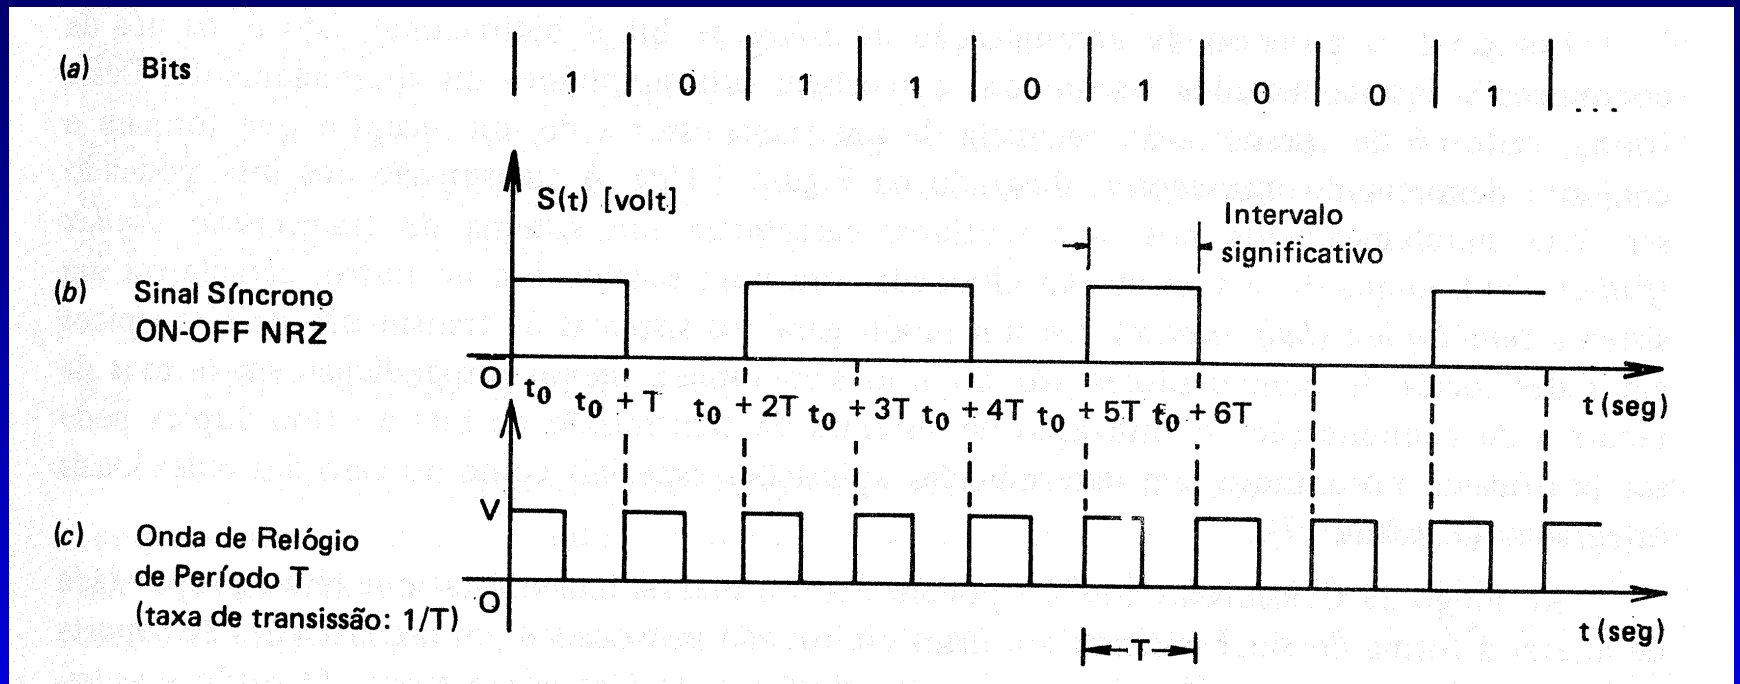 (a) Bits 1 0 1 1 0 1 0 0 1 ...
S(t) [volt]
Intervalo
significativo
(b) Sinal Síncrono
ON-OFF NRZ
0 t0 t0 + T t0 + 2T t0 + 3T t0 + 4T t0 + 5T t0 + 6T t (seg)
V
(c) Onda de Relógio
de Período T
(taxa de transissão: 1/T)
0
t (seg)
T